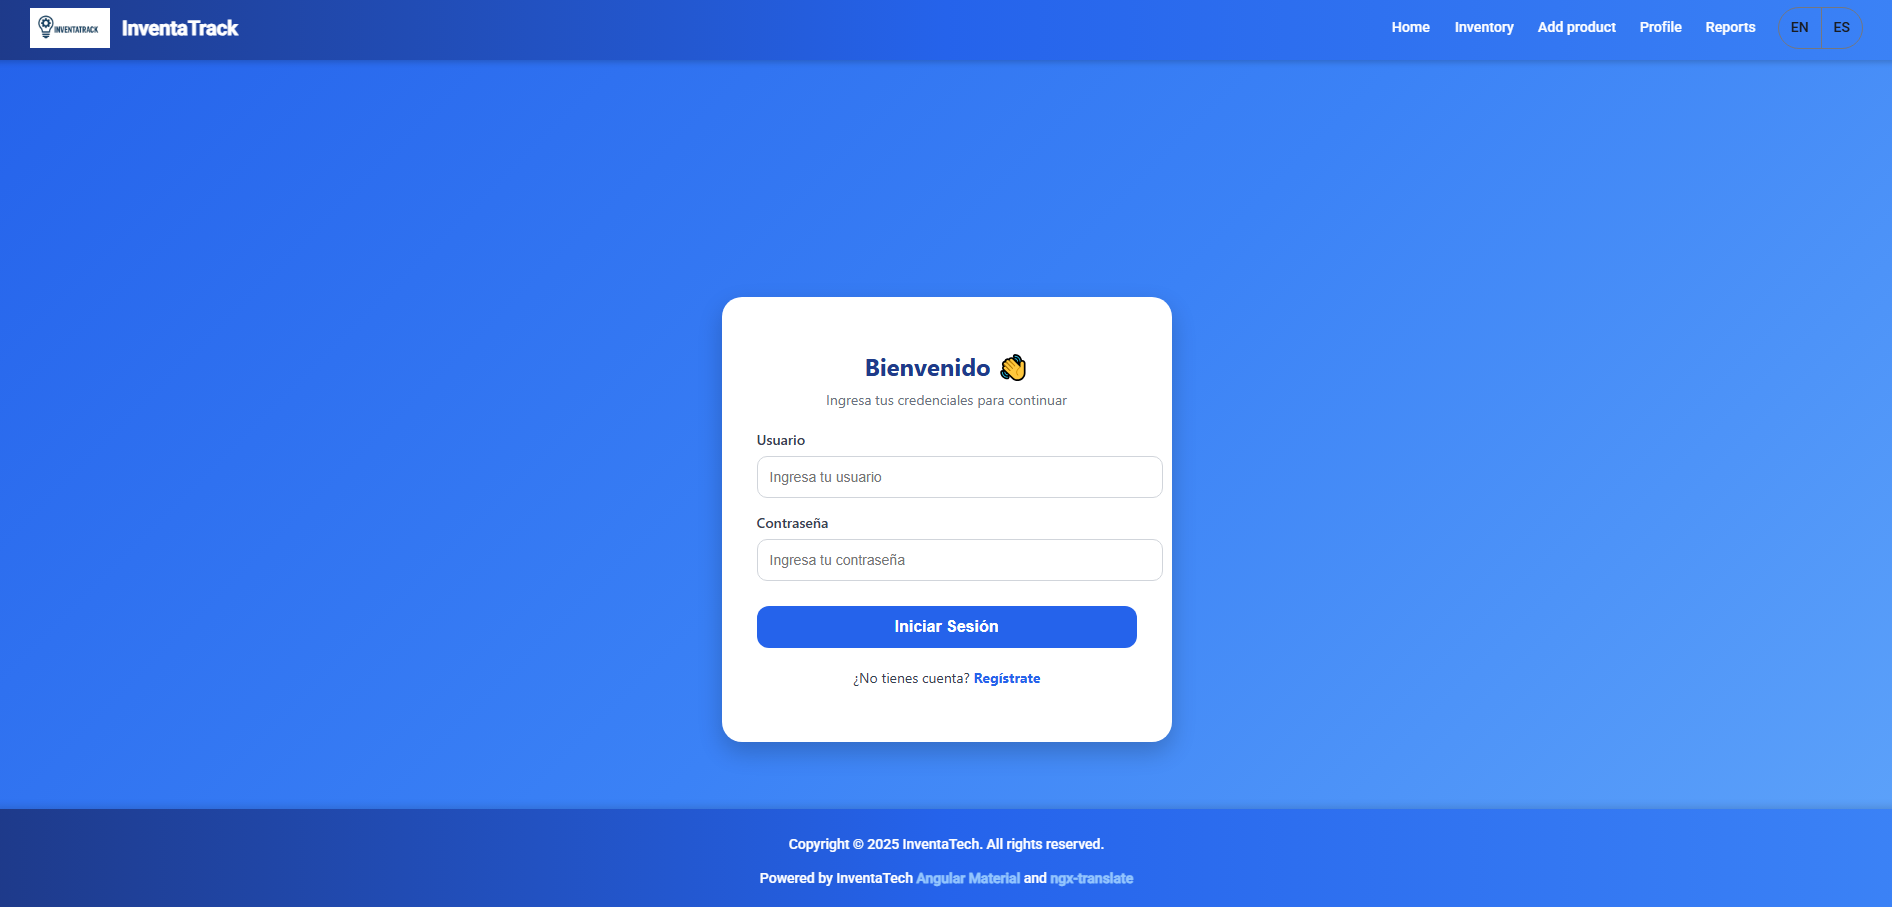 INVENTATRACK InventaTrack Home Inventory Add product Profile Reports EN ES
Bienvenido 👋
Ingresa tus credenciales para continuar
Usuario
Ingresa tu usuario
Contraseña
Ingresa tu contraseña
Iniciar Sesión
¿No tienes cuenta? Regístrate
Copyright © 2025 InventaTech. All rights reserved.
Powered by InventaTech Angular Material and ngx-translate